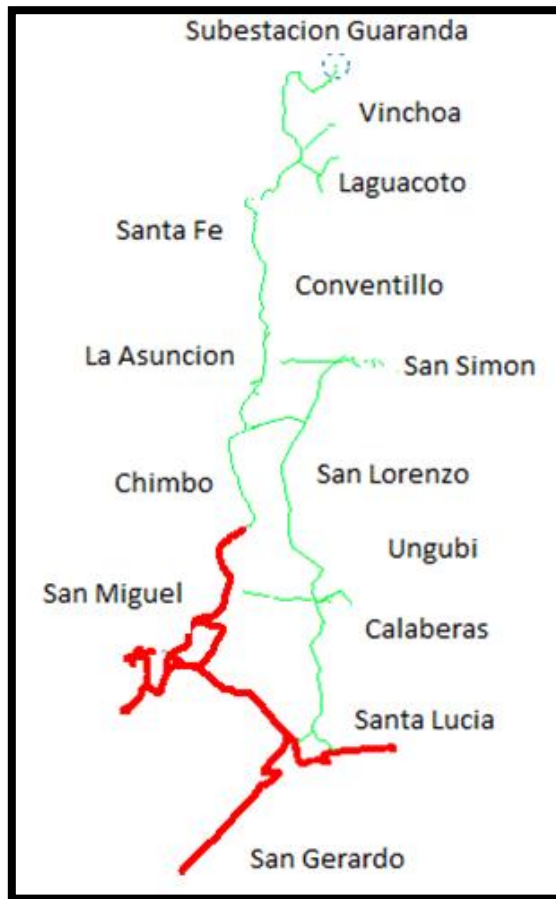 Subestacion Guaranda
Vinchoa
Laguacoto
Santa Fe
Conventillo
La Asuncion
San Simon
Chimbo
San Lorenzo
Ungubi
San Miguel
Calaberas
Santa Lucia
San Gerardo